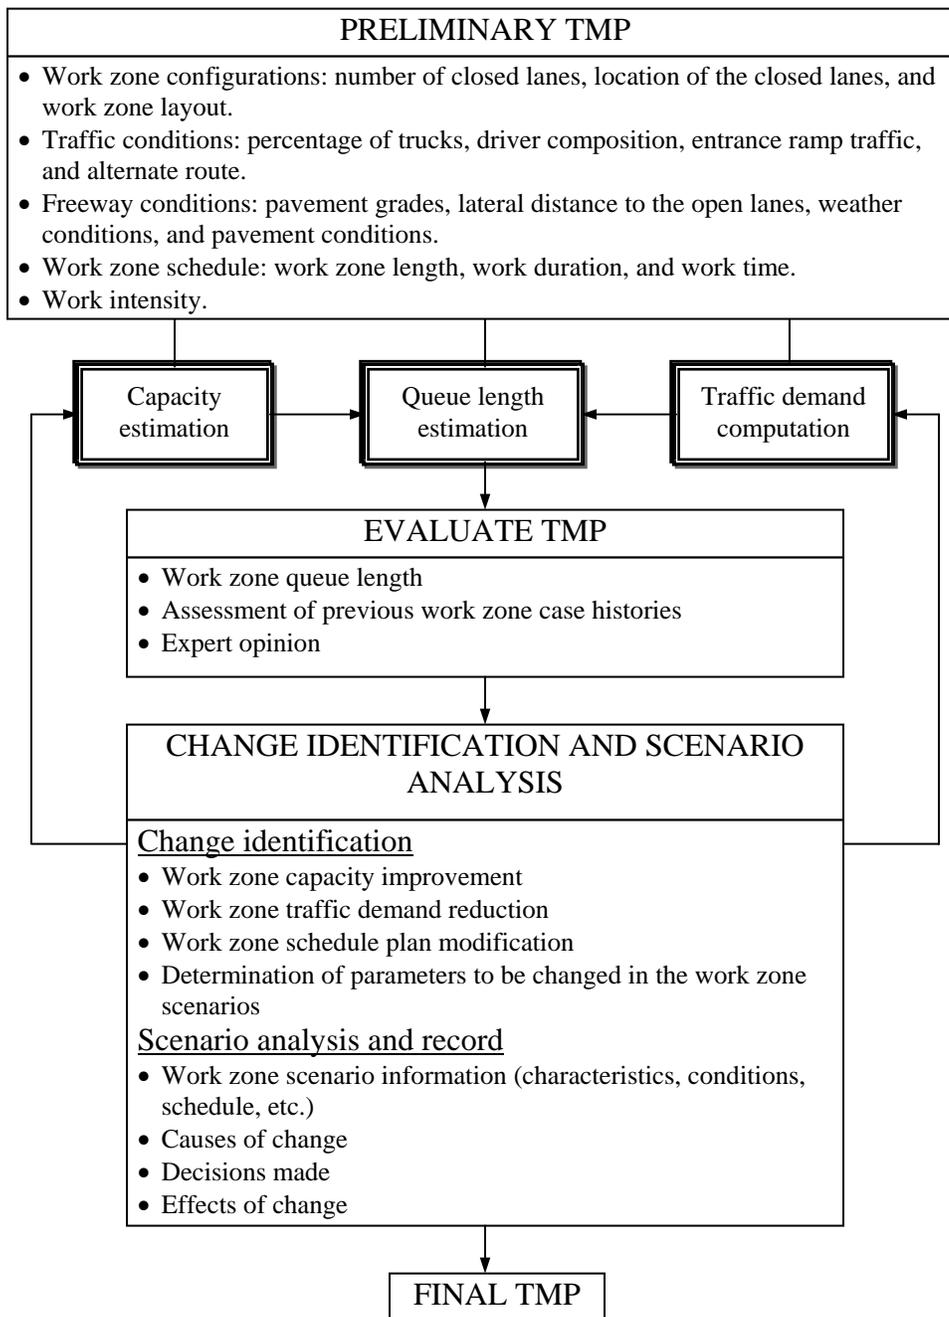 PRELIMINARY TMP
• Work zone configurations: number of closed lanes, location of the closed lanes, and
work zone layout.
• Traffic conditions: percentage of trucks, driver composition, entrance ramp traffic,
and alternate route.
• Freeway conditions: pavement grades, lateral distance to the open lanes, weather
conditions, and pavement conditions.
• Work zone schedule: work zone length, work duration, and work time.
• Work intensity.
Capacity
estimation
Queue length
estimation
Traffic demand
computation
EVALUATE TMP
• Work zone queue length
• Assessment of previous work zone case histories
• Expert opinion
CHANGE IDENTIFICATION AND SCENARIO
ANALYSIS
Change identification
• Work zone capacity improvement
• Work zone traffic demand reduction
• Work zone schedule plan modification
• Determination of parameters to be changed in the work zone
scenarios
Scenario analysis and record
• Work zone scenario information (characteristics, conditions,
schedule, etc.)
• Causes of change
• Decisions made
• Effects of change
FINAL TMP